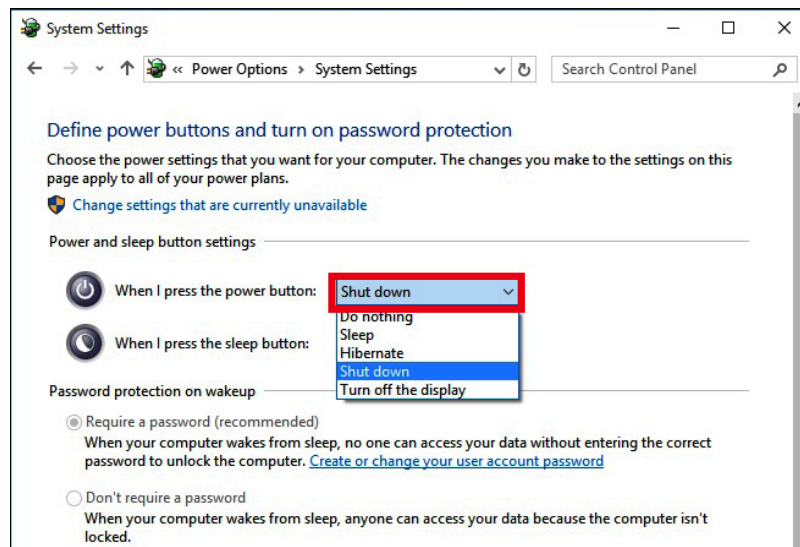 System Settings
« Power Options › System Settings
Search Control Panel
Define power buttons and turn on password protection
Choose the power settings that you want for your computer. The changes you make to the settings on this
page apply to all of your power plans.
Change settings that are currently unavailable
Power and sleep button settings
When I press the power button: Shut down
Do nothing
Sleep
When I press the sleep button:
Hibernate
Shut down
Turn off the display
Password protection on wakeup
Require a password (recommended)
When your computer wakes from sleep, no one can access your data without entering the correct
password to unlock the computer. Create or change your user account password
Don't require a password
When your computer wakes from sleep, anyone can access your data because the computer isn't
locked.